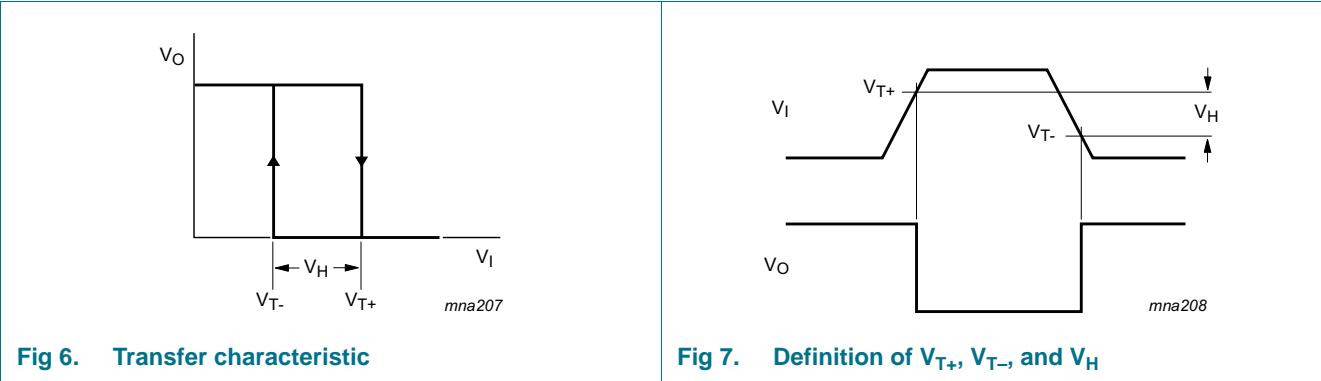 VO
VI
VH
VT-
VT+
mna207
Fig 6. Transfer characteristic
VT+
VI
VH
VT-
VO
mna208
Fig 7. Definition of VT+, VT–, and VH